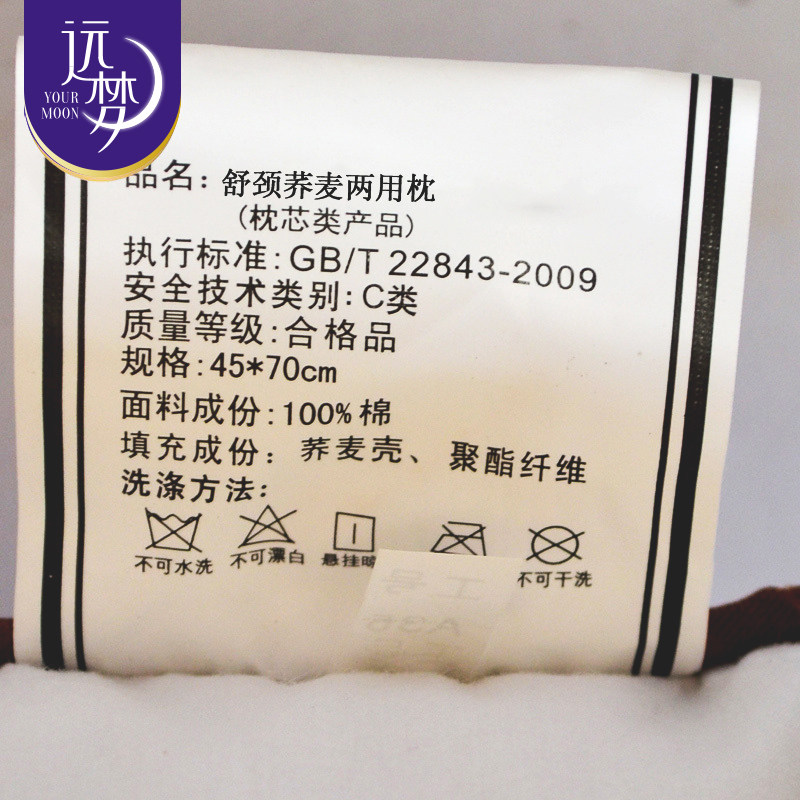 远梦
YOUR
MOON
品名：舒颈荞麦两用枕
(枕芯类产品)
执行标准:GB/T 22843-2009
安全技术类别:C类
质量等级:合格品
规格:45*70cm
面料成份:100%棉
填充成份：荞麦壳、聚酯纤维
洗涤方法:
不可水洗 不可漂白 悬挂晾 不可干洗
工号